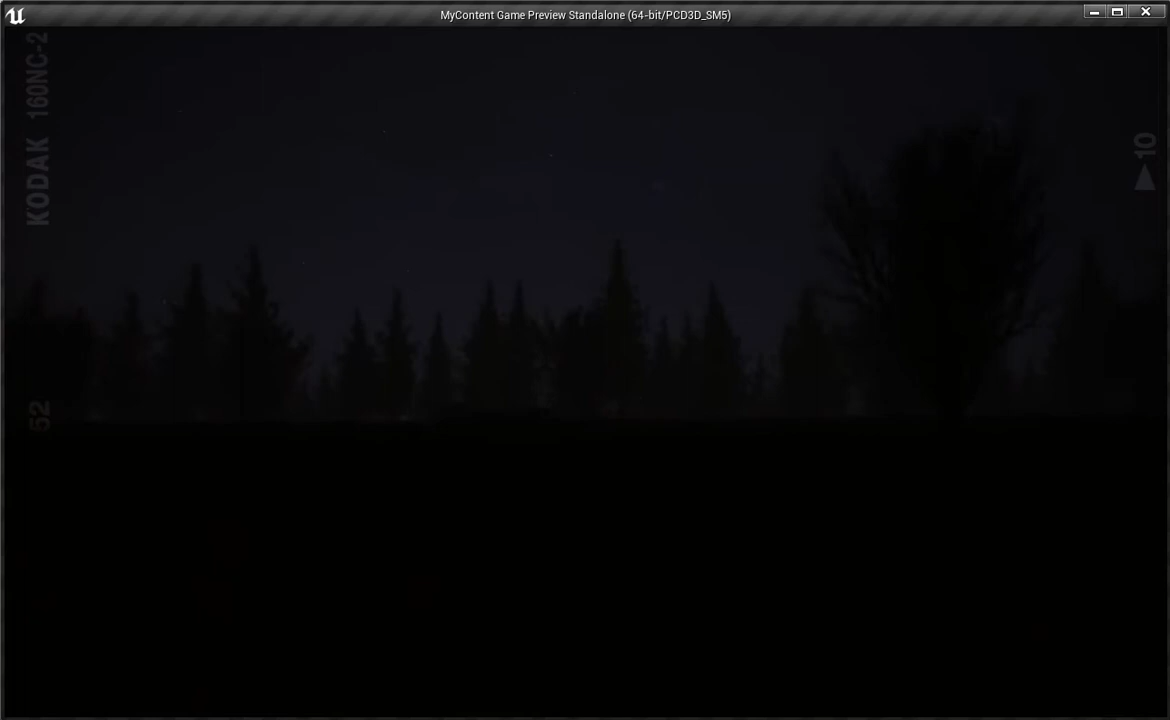 MyContent Game Preview Standalone (64-bit/PCD3D_SM5)
KODAK 160NC-2
10
52